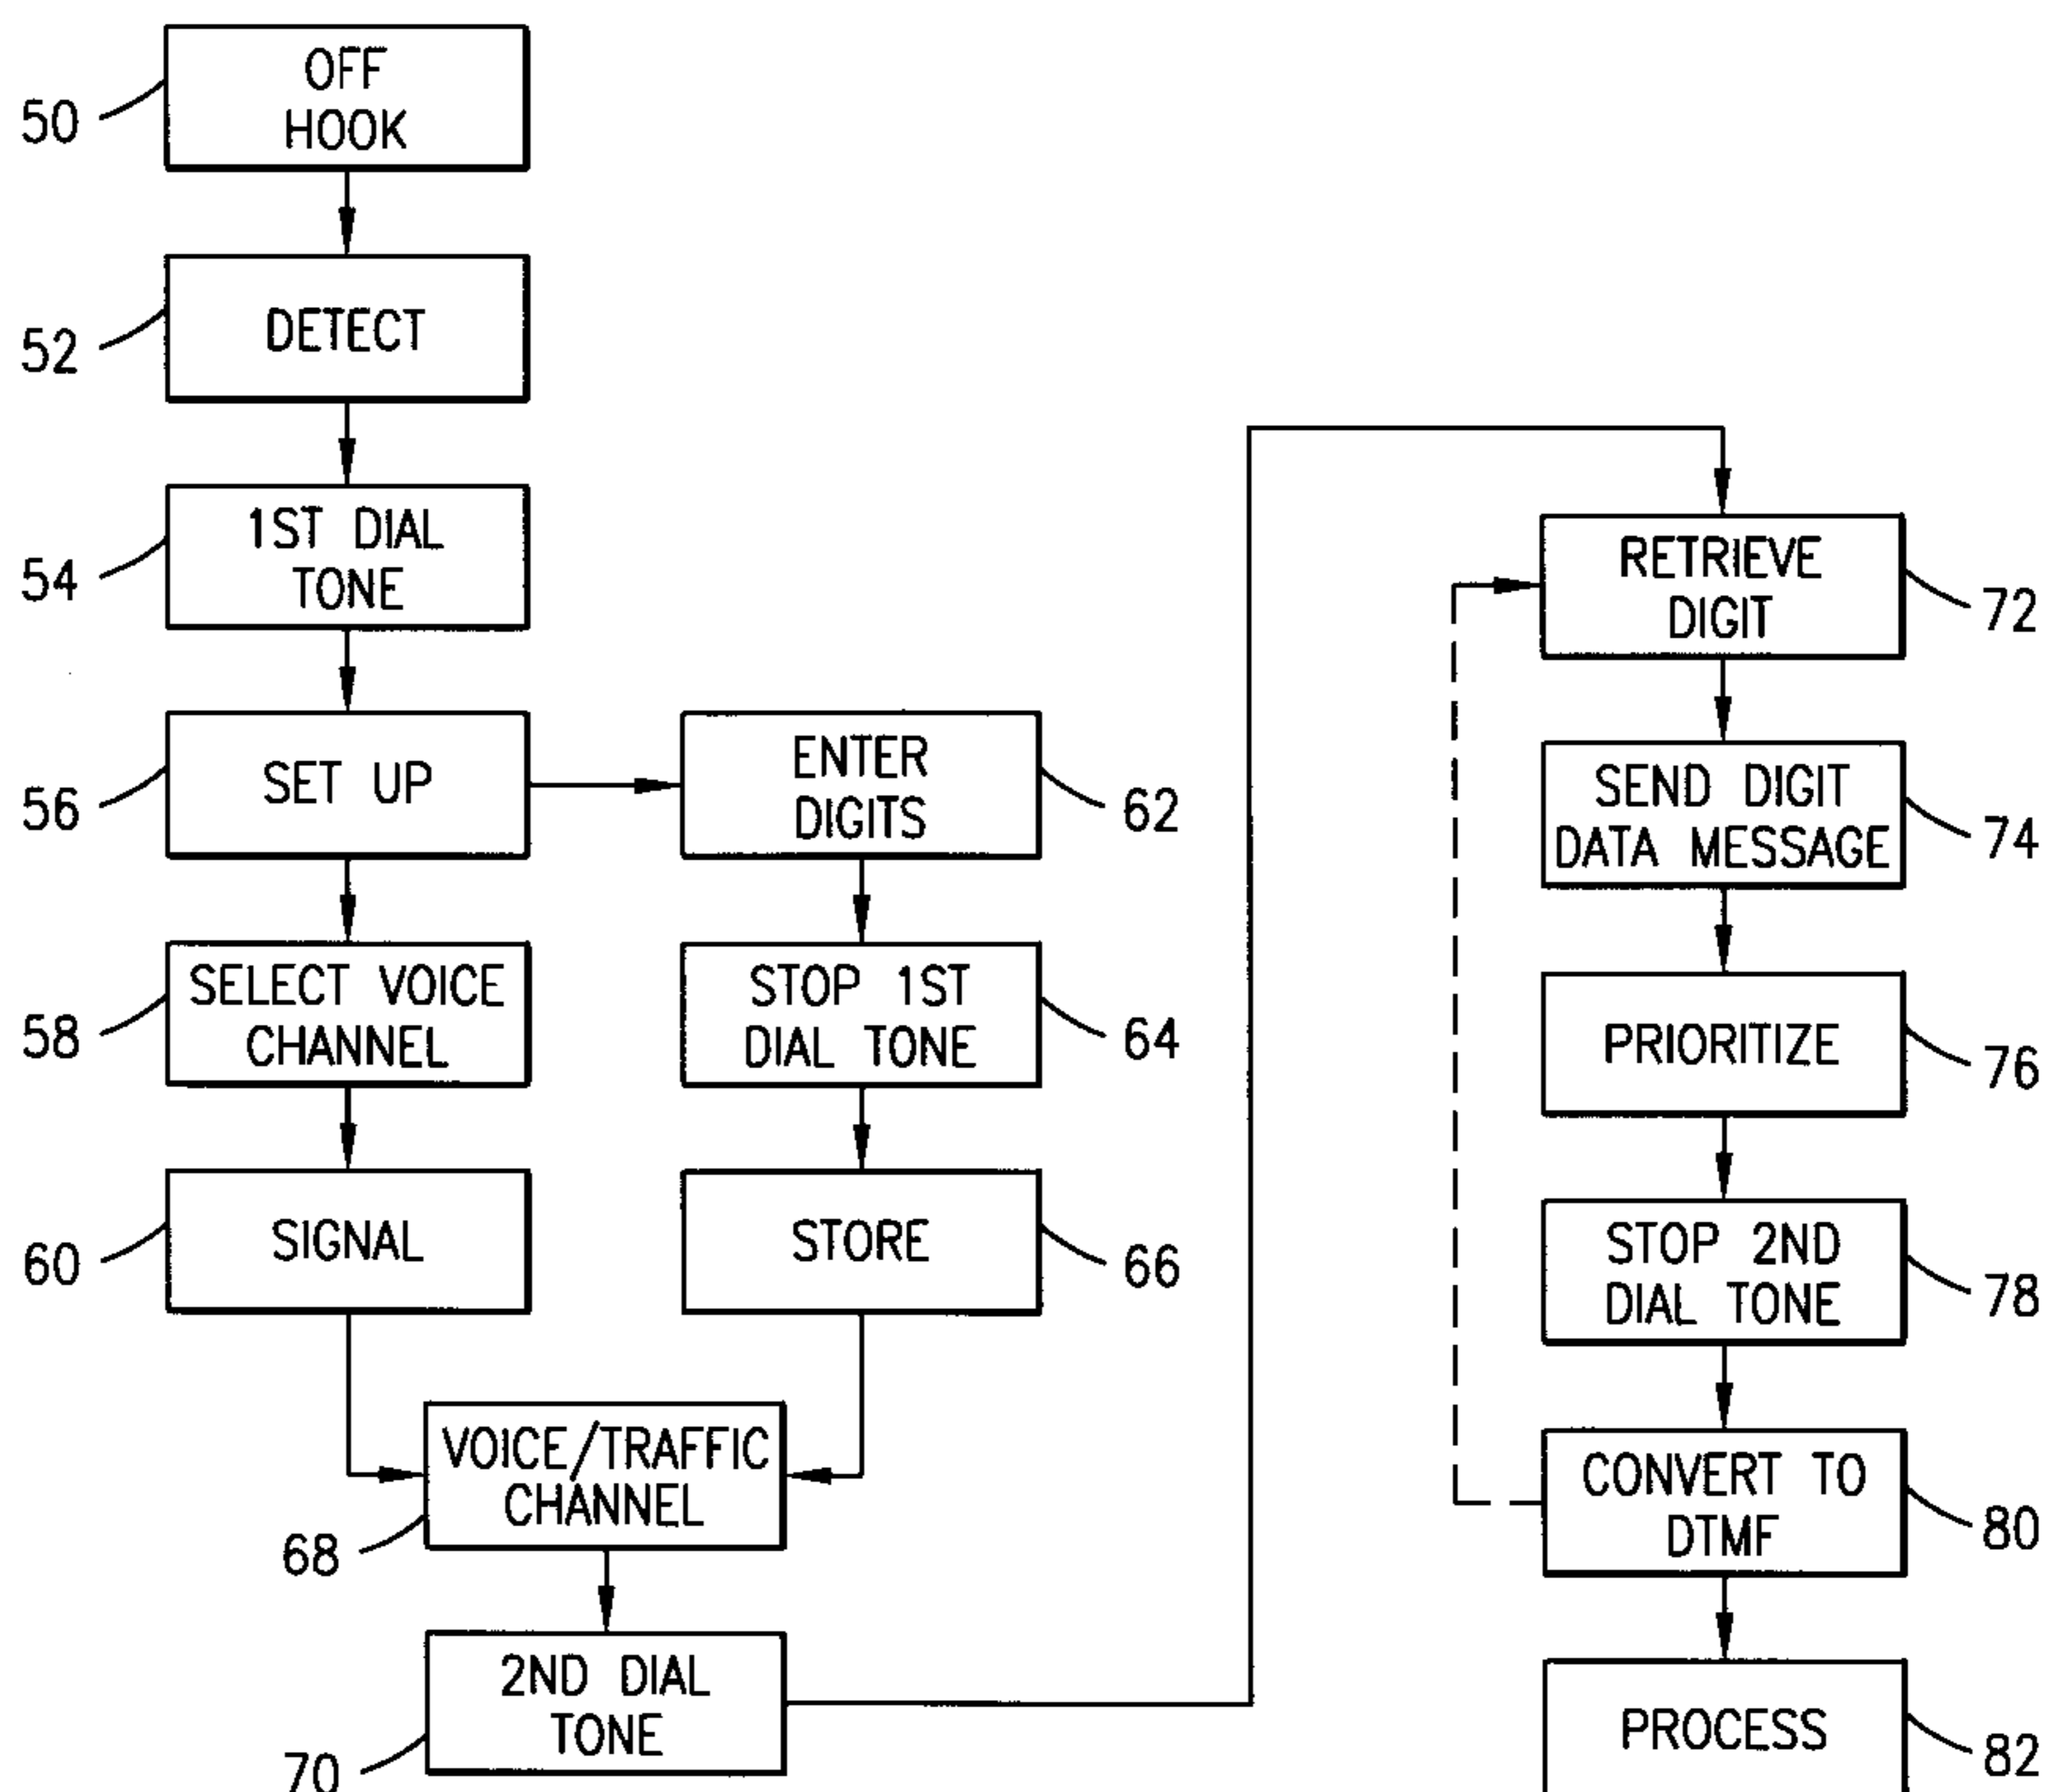 OFF
HOOK
50
DETECT
52
1ST DIAL
TONE
54
SET UP
56
SELECT VOICE
CHANNEL
58
SIGNAL
60
ENTER
DIGITS
62
STOP 1ST
DIAL TONE
64
STORE
66
VOICE/TRAFFIC
CHANNEL
68
2ND DIAL
TONE
70
RETRIEVE
DIGIT
72
SEND DIGIT
DATA MESSAGE
74
PRIORITIZE
76
STOP 2ND
DIAL TONE
78
CONVERT TO
DTMF
80
PROCESS
82